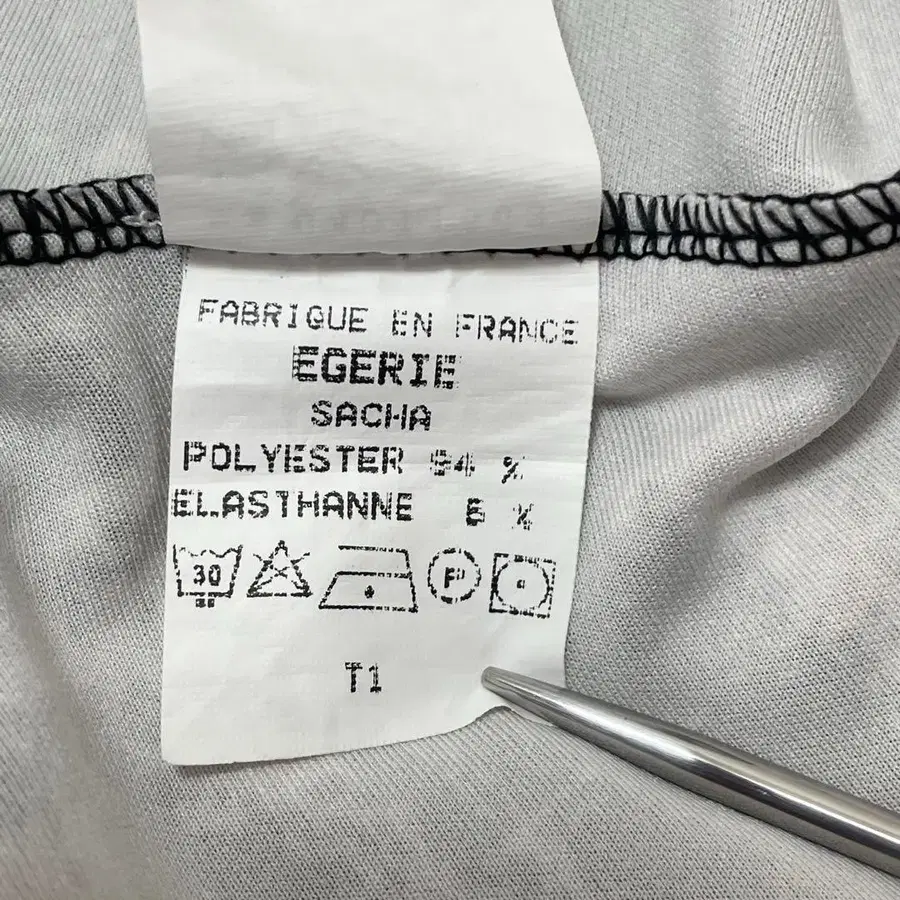 FABRIQUE EN FRANCE
EGERIE
SACHA
POLYESTER 94 %
ELASTHANNE 6 %
30 P
T1